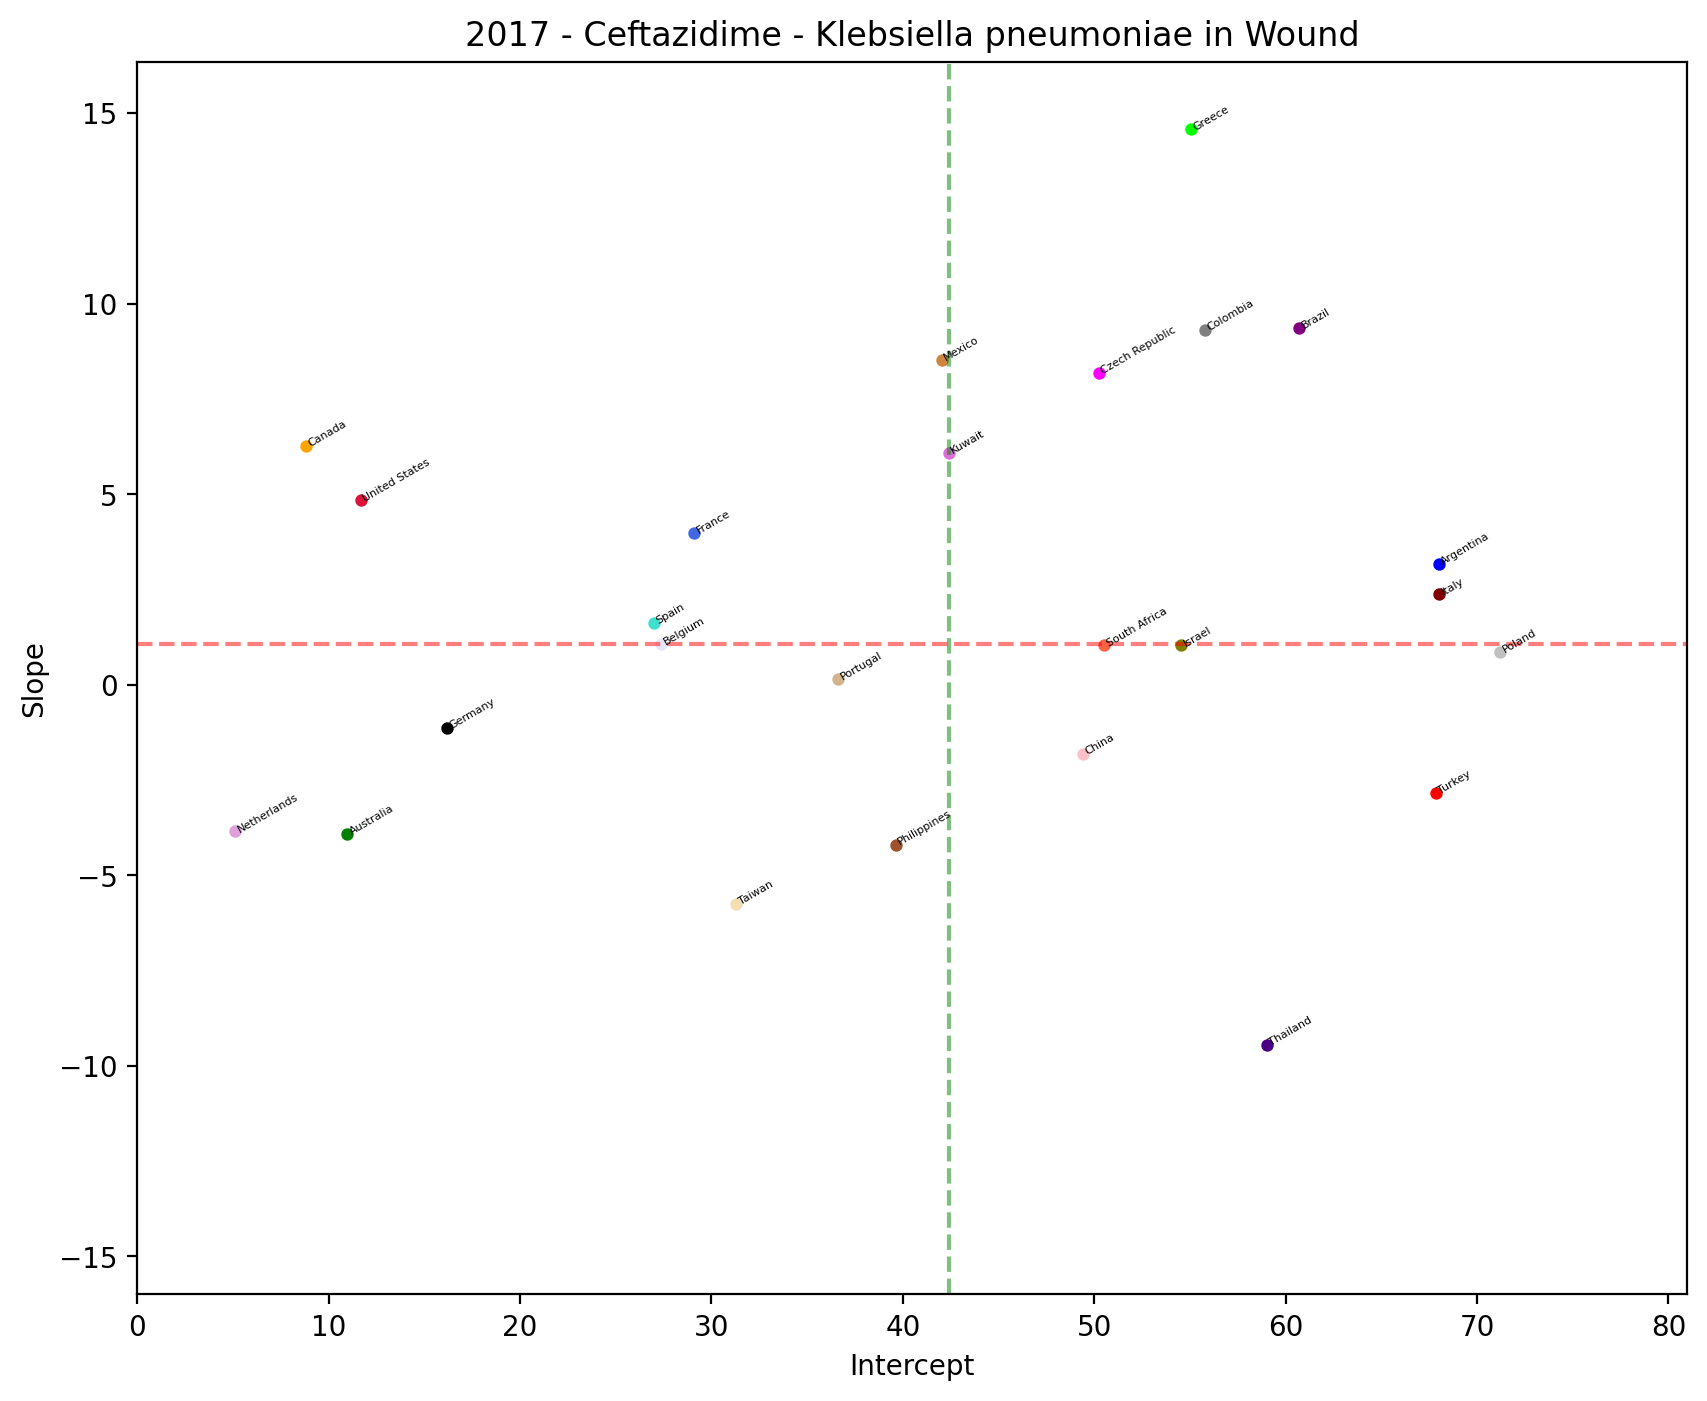 2017 - Ceftazidime - Klebsiella pneumoniae in Wound
15
10
5
0
−5
−10
−15
Slope
Greece
Colombia
Brazil
Czech Republic
Mexico
Kuwait
Canada
United States
France
Argentina
Italy
Spain
Belgium
South Africa
Israel
Poland
Portugal
Germany
China
Turkey
Netherlands
Australia
Philippines
Taiwan
Thailand
0 10 20 30 40 50 60 70 80
Intercept